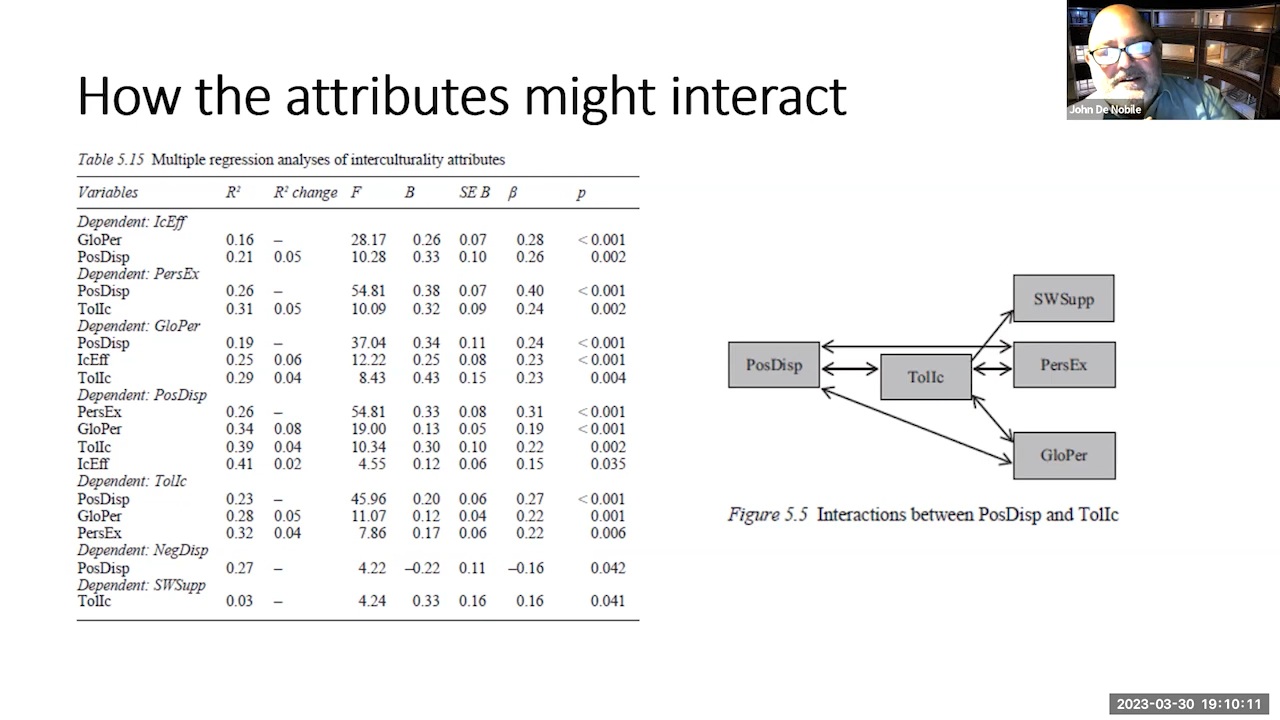 How the attributes might interact
John De Nobile
Table 5.15 Multiple regression analyses of interculturality attributes
Variables R² R² change F B SE B β p
Dependent: IcEff
GloPer 0.16 – 28.17 0.26 0.07 0.28 <0.001
PosDisp 0.21 0.05 10.28 0.33 0.10 0.26 0.002
Dependent: PersEx
PosDisp 0.26 – 54.81 0.38 0.07 0.40 <0.001
TolIc 0.31 0.05 10.09 0.32 0.09 0.24 0.002
Dependent: GloPer
PosDisp 0.19 – 37.04 0.34 0.11 0.24 <0.001
IcEff 0.25 0.06 12.22 0.25 0.08 0.23 <0.001
TolIc 0.29 0.04 8.43 0.43 0.15 0.23 0.004
Dependent: PosDisp
PersEx 0.26 – 54.81 0.33 0.08 0.31 <0.001
GloPer 0.34 0.08 19.00 0.13 0.05 0.19 <0.001
TolIc 0.39 0.04 10.34 0.30 0.10 0.22 0.002
IcEff 0.41 0.02 4.55 0.12 0.06 0.15 0.035
Dependent: TolIc
PosDisp 0.23 – 45.96 0.20 0.06 0.27 <0.001
GloPer 0.28 0.05 11.07 0.12 0.04 0.22 0.001
PersEx 0.32 0.04 7.86 0.17 0.06 0.22 0.006
Dependent: NegDisp
PosDisp 0.27 – 4.22 –0.22 0.11 –0.16 0.042
Dependent: SWSupp
TolIc 0.03 – 4.24 0.33 0.16 0.16 0.041
SWSupp
PosDisp
TolIc
PersEx
GloPer
Figure 5.5 Interactions between PosDisp and TolIc
2023-03-30 19:10:11